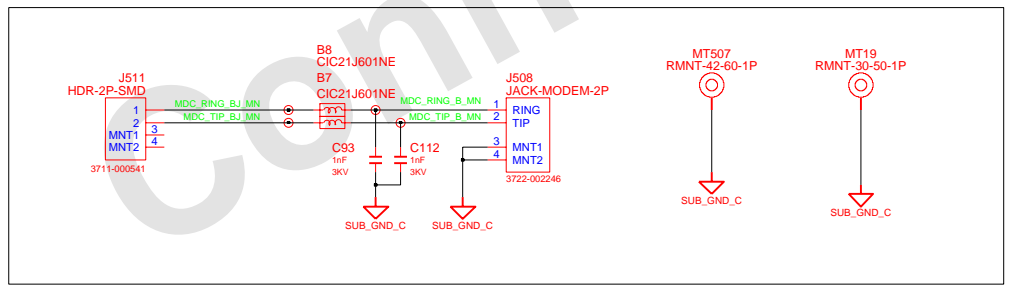 B8
CIC21J601NE
B7
CIC21J601NE
J511
HDR-2P-SMD
1
2
MNT1
3
MNT2
4
3711-000541
MDC_RING_BJ_MN
MDC_TIP_BJ_MN
MDC_RING_B_MN
MDC_TIP_B_MN
C93
1nF
3KV
C112
1nF
3KV
SUB_GND_C
SUB_GND_C
J508
JACK-MODEM-2P
1
RING
2
TIP
3
MNT1
4
MNT2
3722-002246
MT507
RMNT-42-60-1P
SUB_GND_C
MT19
RMNT-30-50-1P
SUB_GND_C